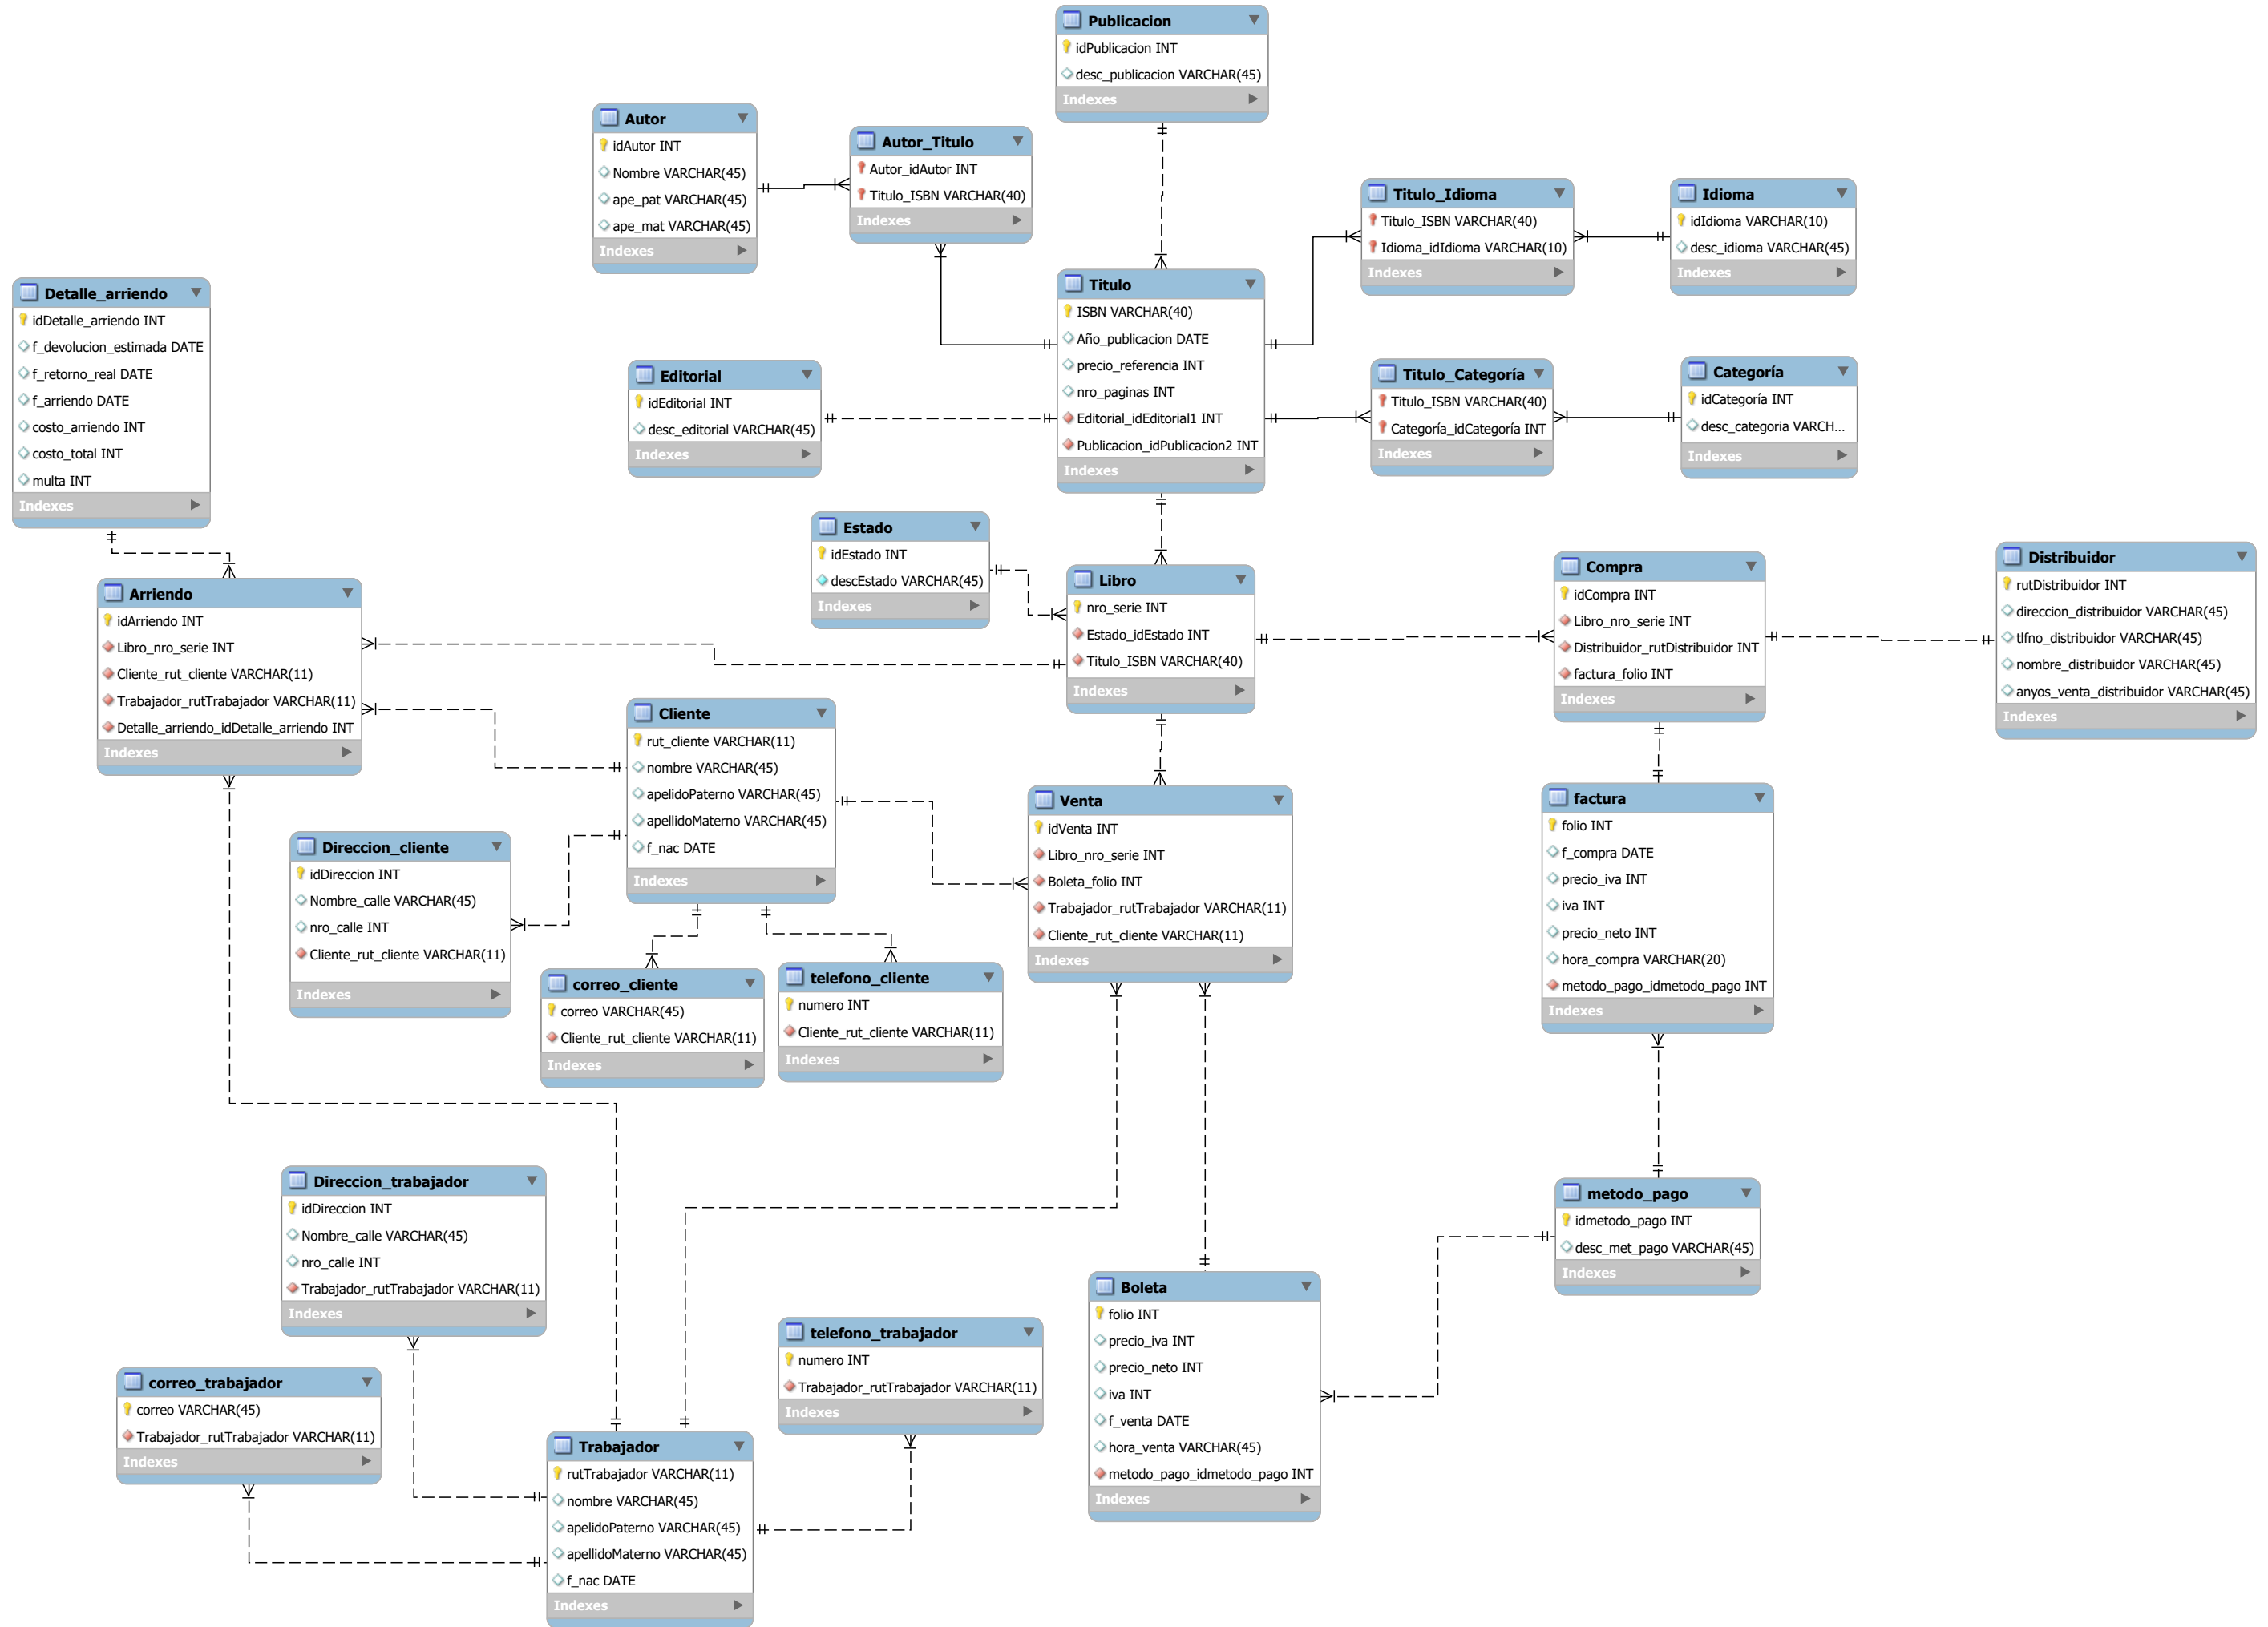 Publicacion
idPublicacion INT
desc_publicacion VARCHAR(45)
Indexes
Autor
idAutor INT
Nombre VARCHAR(45)
ape_pat VARCHAR(45)
ape_mat VARCHAR(45)
Indexes
Autor_Titulo
Autor_idAutor INT
Titulo_ISBN VARCHAR(40)
Indexes
Titulo_Idioma
Titulo_ISBN VARCHAR(40)
Idioma_idIdioma VARCHAR(10)
Indexes
Idioma
idIdioma VARCHAR(10)
desc_idioma VARCHAR(45)
Indexes
Detalle_arriendo
idDetalle_arriendo INT
f_devolucion_estimada DATE
f_retorno_real DATE
f_arriendo DATE
costo_arriendo INT
costo_total INT
multa INT
Indexes
Titulo
ISBN VARCHAR(40)
Año_publicacion DATE
precio_referencia INT
nro_paginas INT
Editorial_idEditorial1 INT
Publicacion_idPublicacion2 INT
Indexes
Editorial
idEditorial INT
desc_editorial VARCHAR(45)
Indexes
Titulo_Categoría
Titulo_ISBN VARCHAR(40)
Categoría_idCategoría INT
Indexes
Categoría
idCategoría INT
desc_categoria VARCH...
Indexes
Estado
idEstado INT
descEstado VARCHAR(45)
Indexes
Libro
nro_serie INT
Estado_idEstado INT
Titulo_ISBN VARCHAR(40)
Indexes
Compra
idCompra INT
Libro_nro_serie INT
Distribuidor_rutDistribuidor INT
factura_folio INT
Indexes
Distribuidor
rutDistribuidor INT
direccion_distribuidor VARCHAR(45)
tlfno_distribuidor VARCHAR(45)
nombre_distribuidor VARCHAR(45)
anyos_venta_distribuidor VARCHAR(45)
Indexes
Arriendo
idArriendo INT
Libro_nro_serie INT
Cliente_rut_cliente VARCHAR(11)
Trabajador_rutTrabajador VARCHAR(11)
Detalle_arriendo_idDetalle_arriendo INT
Indexes
Cliente
rut_cliente VARCHAR(11)
nombre VARCHAR(45)
apelidoPaterno VARCHAR(45)
apellidoMaterno VARCHAR(45)
f_nac DATE
Indexes
Venta
idVenta INT
Libro_nro_serie INT
Boleta_folio INT
Trabajador_rutTrabajador VARCHAR(11)
Cliente_rut_cliente VARCHAR(11)
Indexes
factura
folio INT
f_compra DATE
precio_iva INT
iva INT
precio_neto INT
hora_compra VARCHAR(20)
metodo_pago_idmetodo_pago INT
Indexes
Direccion_cliente
idDireccion INT
Nombre_calle VARCHAR(45)
nro_calle INT
Cliente_rut_cliente VARCHAR(11)
Indexes
correo_cliente
correo VARCHAR(45)
Cliente_rut_cliente VARCHAR(11)
Indexes
telefono_cliente
numero INT
Cliente_rut_cliente VARCHAR(11)
Indexes
Direccion_trabajador
idDireccion INT
Nombre_calle VARCHAR(45)
nro_calle INT
Trabajador_rutTrabajador VARCHAR(11)
Indexes
metodo_pago
idmetodo_pago INT
desc_met_pago VARCHAR(45)
Indexes
Boleta
folio INT
precio_iva INT
precio_neto INT
iva INT
f_venta DATE
hora_venta VARCHAR(45)
metodo_pago_idmetodo_pago INT
Indexes
telefono_trabajador
numero INT
Trabajador_rutTrabajador VARCHAR(11)
Indexes
correo_trabajador
correo VARCHAR(45)
Trabajador_rutTrabajador VARCHAR(11)
Indexes
Trabajador
rutTrabajador VARCHAR(11)
nombre VARCHAR(45)
apelidoPaterno VARCHAR(45)
apellidoMaterno VARCHAR(45)
f_nac DATE
Indexes